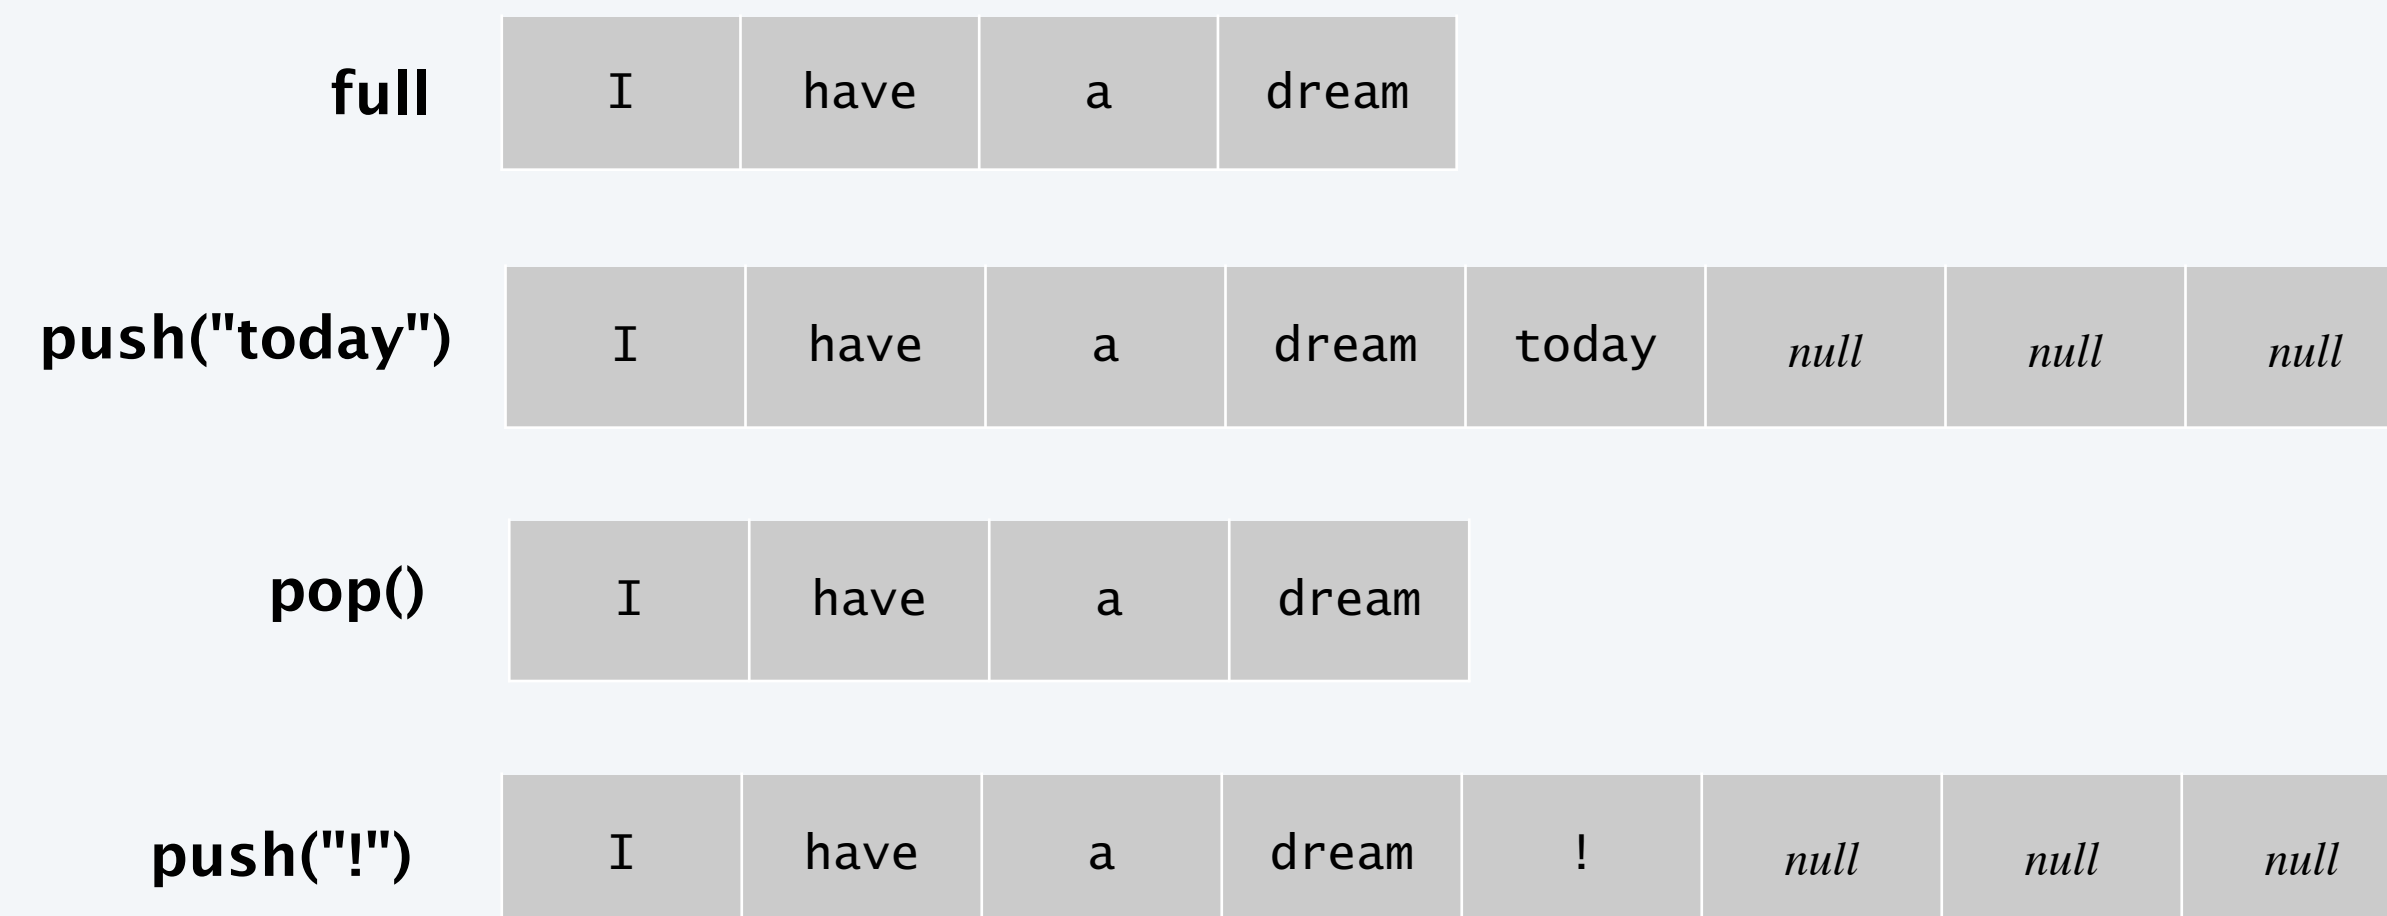 full I have a dream
push("today") I have a dream today null null null
pop() I have a dream
push("!") I have a dream ! null null null